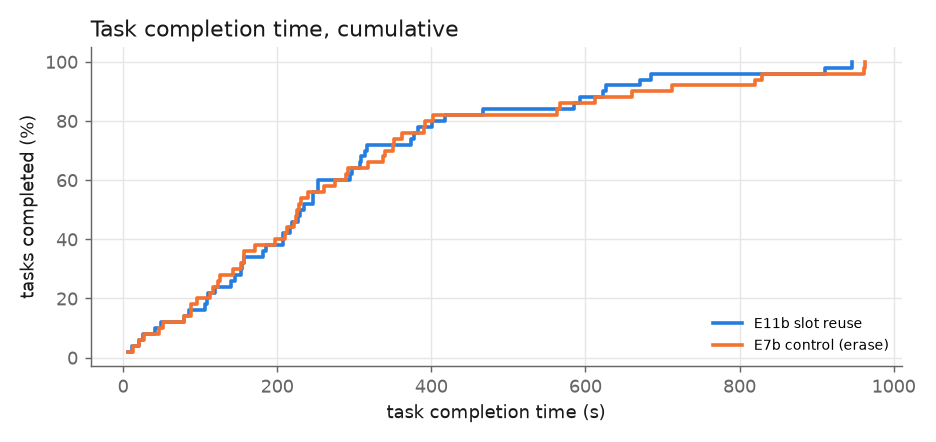 Task completion time, cumulative
tasks completed (%)
100
80
60
40
20
0
E11b slot reuse
E7b control (erase)
0 200 400 600 800 1000
task completion time (s)